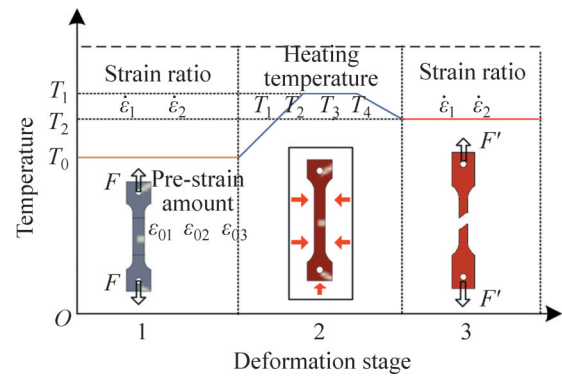 Temperature
T₁
T₂
T₀
O
Strain ratio
ε̇₁ ε̇₂
F
Pre-strain
amount
ε₀₁ ε₀₂ ε₀₃
F
Heating
temperature
T₁ T₂ T₃ T₄
Strain ratio
ε̇₁ ε̇₂
F′
F′
1 2 3
Deformation stage